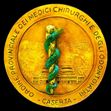 ORDINE PROVINCIALE DEI MEDICI CHIRURGHI E DEGLI ODONTOIATRI
- CASERTA -